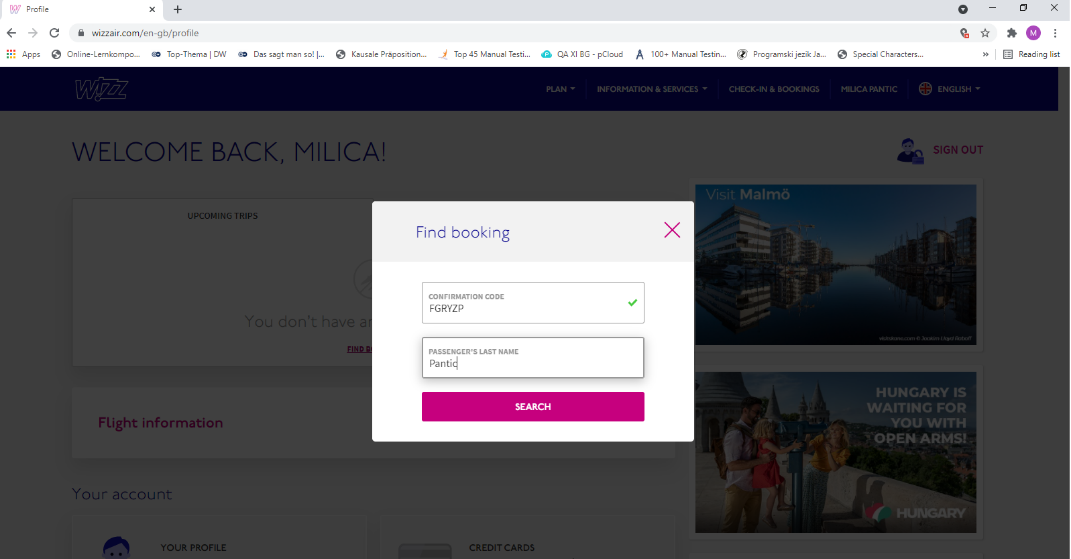 Profile
wizzair.com/en-gb/profile
M
Apps
Online-Lernkompo...
Top-Thema | DW
Das sagt man so! |...
Kausale Präposition...
Top 45 Manual Testi...
QA XI BG - pCloud
100+ Manual Testin...
Programski jezik Ja...
Special Characters...
»
Reading list
WIZZ
PLAN
INFORMATION & SERVICES
CHECK-IN & BOOKINGS
MILICA PANTIC
ENGLISH
WELCOME BACK, MILICA!
SIGN OUT
UPCOMING TRIPS
Visit Malmö
Find booking
CONFIRMATION CODE
FGRYZP
You don't have an
FIND B
PASSENGER'S LAST NAME
Pantic
SEARCH
HUNGARY IS
WAITING FOR
YOU WITH
OPEN ARMS!
Flight information
Your account
HUNGARY
YOUR PROFILE
CREDIT CARDS